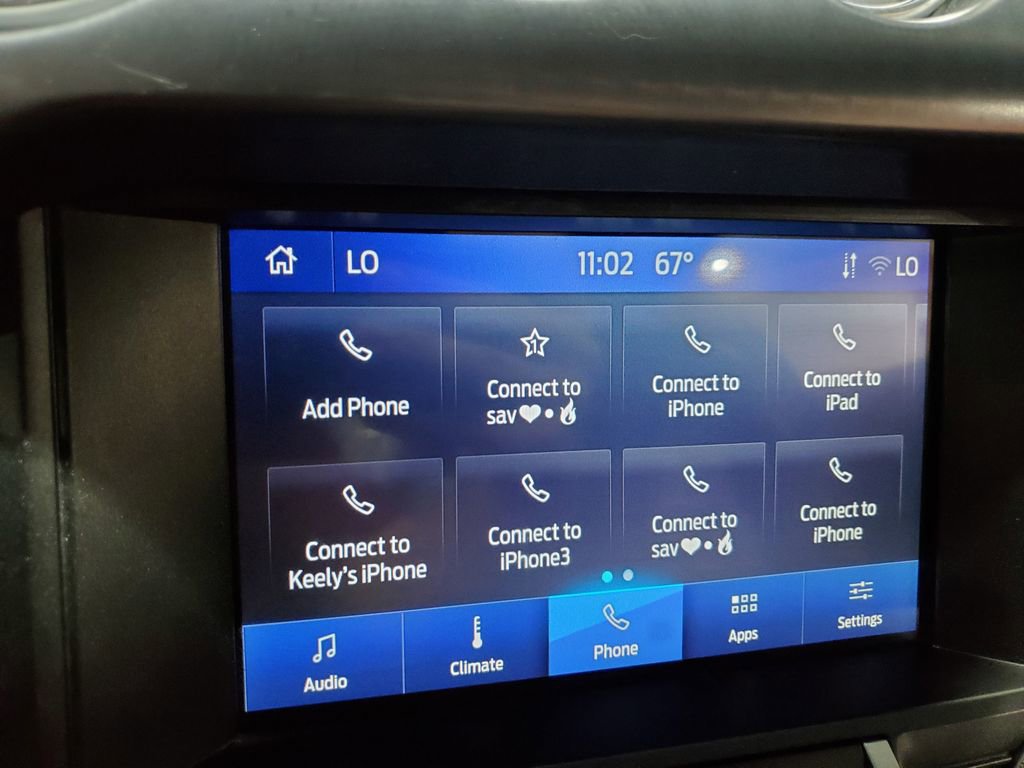 LO 11:02 67° LO
Add Phone
Connect to
sav🤍•🔥
Connect to
iPhone
Connect to
iPad
Connect to
Keely's iPhone
Connect to
iPhone3
Connect to
sav🤍•🔥
Connect to
iPhone
Audio
Climate
Phone
Apps
Settings
1